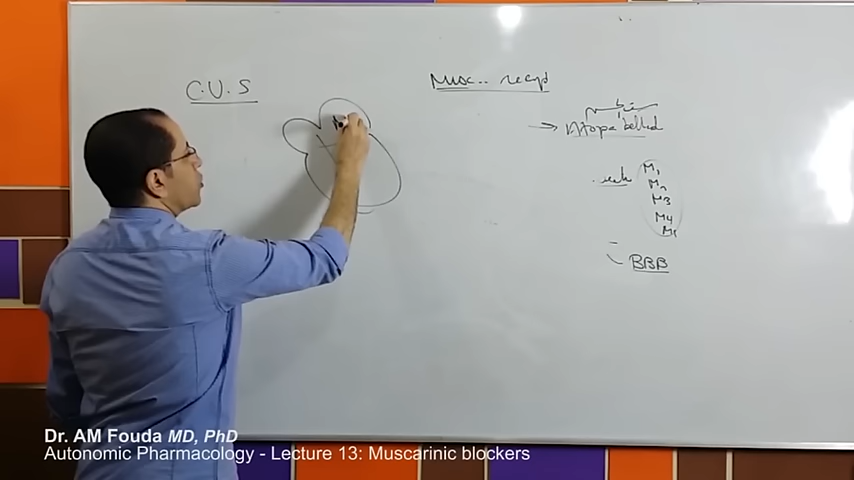 C.V.S
Musc.. recept
Atropa bellad
M1
M2
M3
M4
M5
BBB
Dr. AM Fouda MD, PhD
Autonomic Pharmacology - Lecture 13: Muscarinic blockers